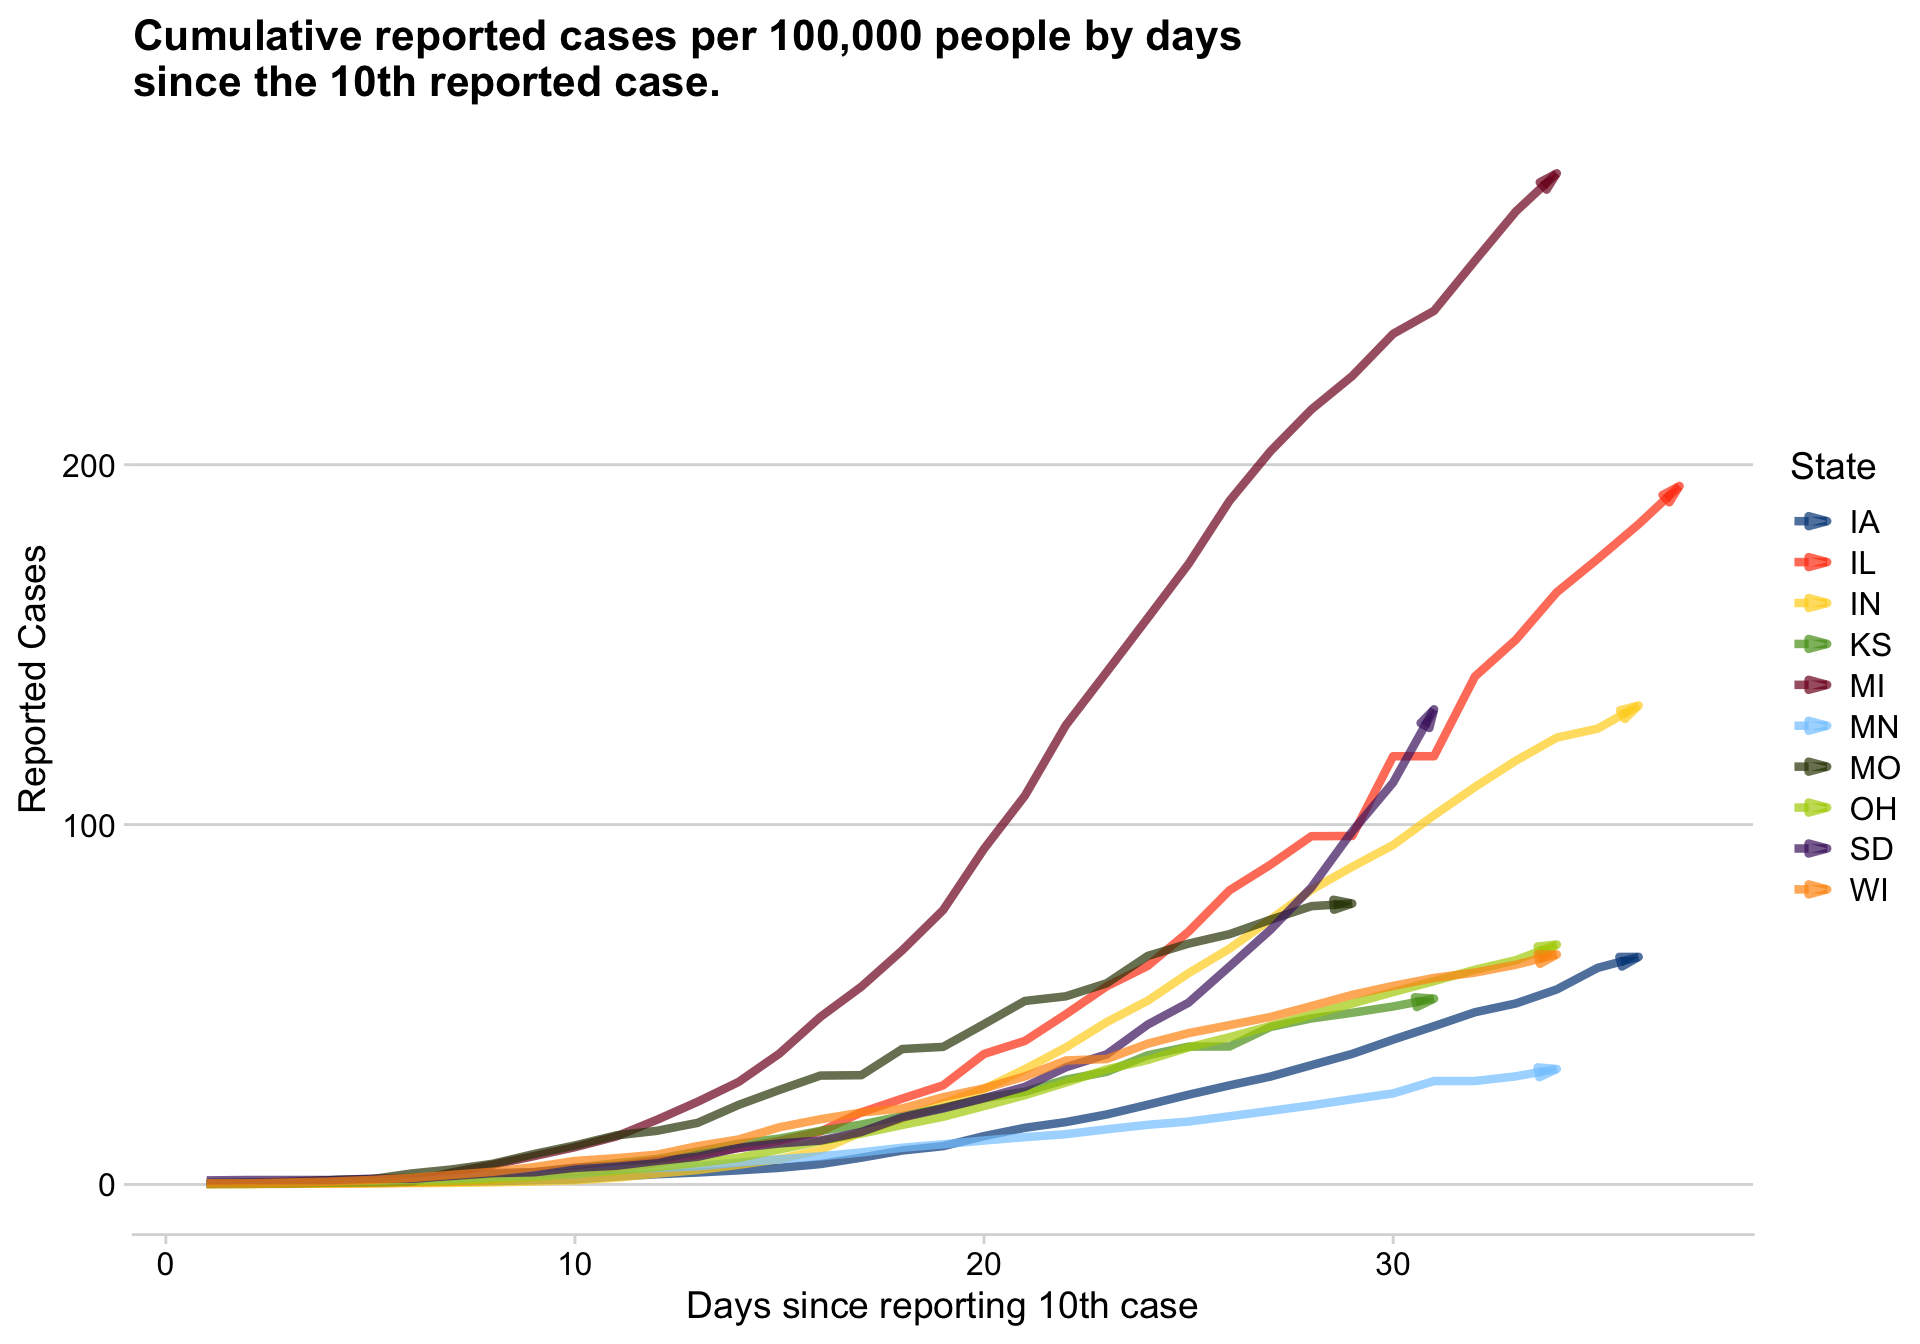 Cumulative reported cases per 100,000 people by days
since the 10th reported case.
Reported Cases
200
100
0
0
10
20
30
Days since reporting 10th case
State
IA
IL
IN
KS
MI
MN
MO
OH
SD
WI